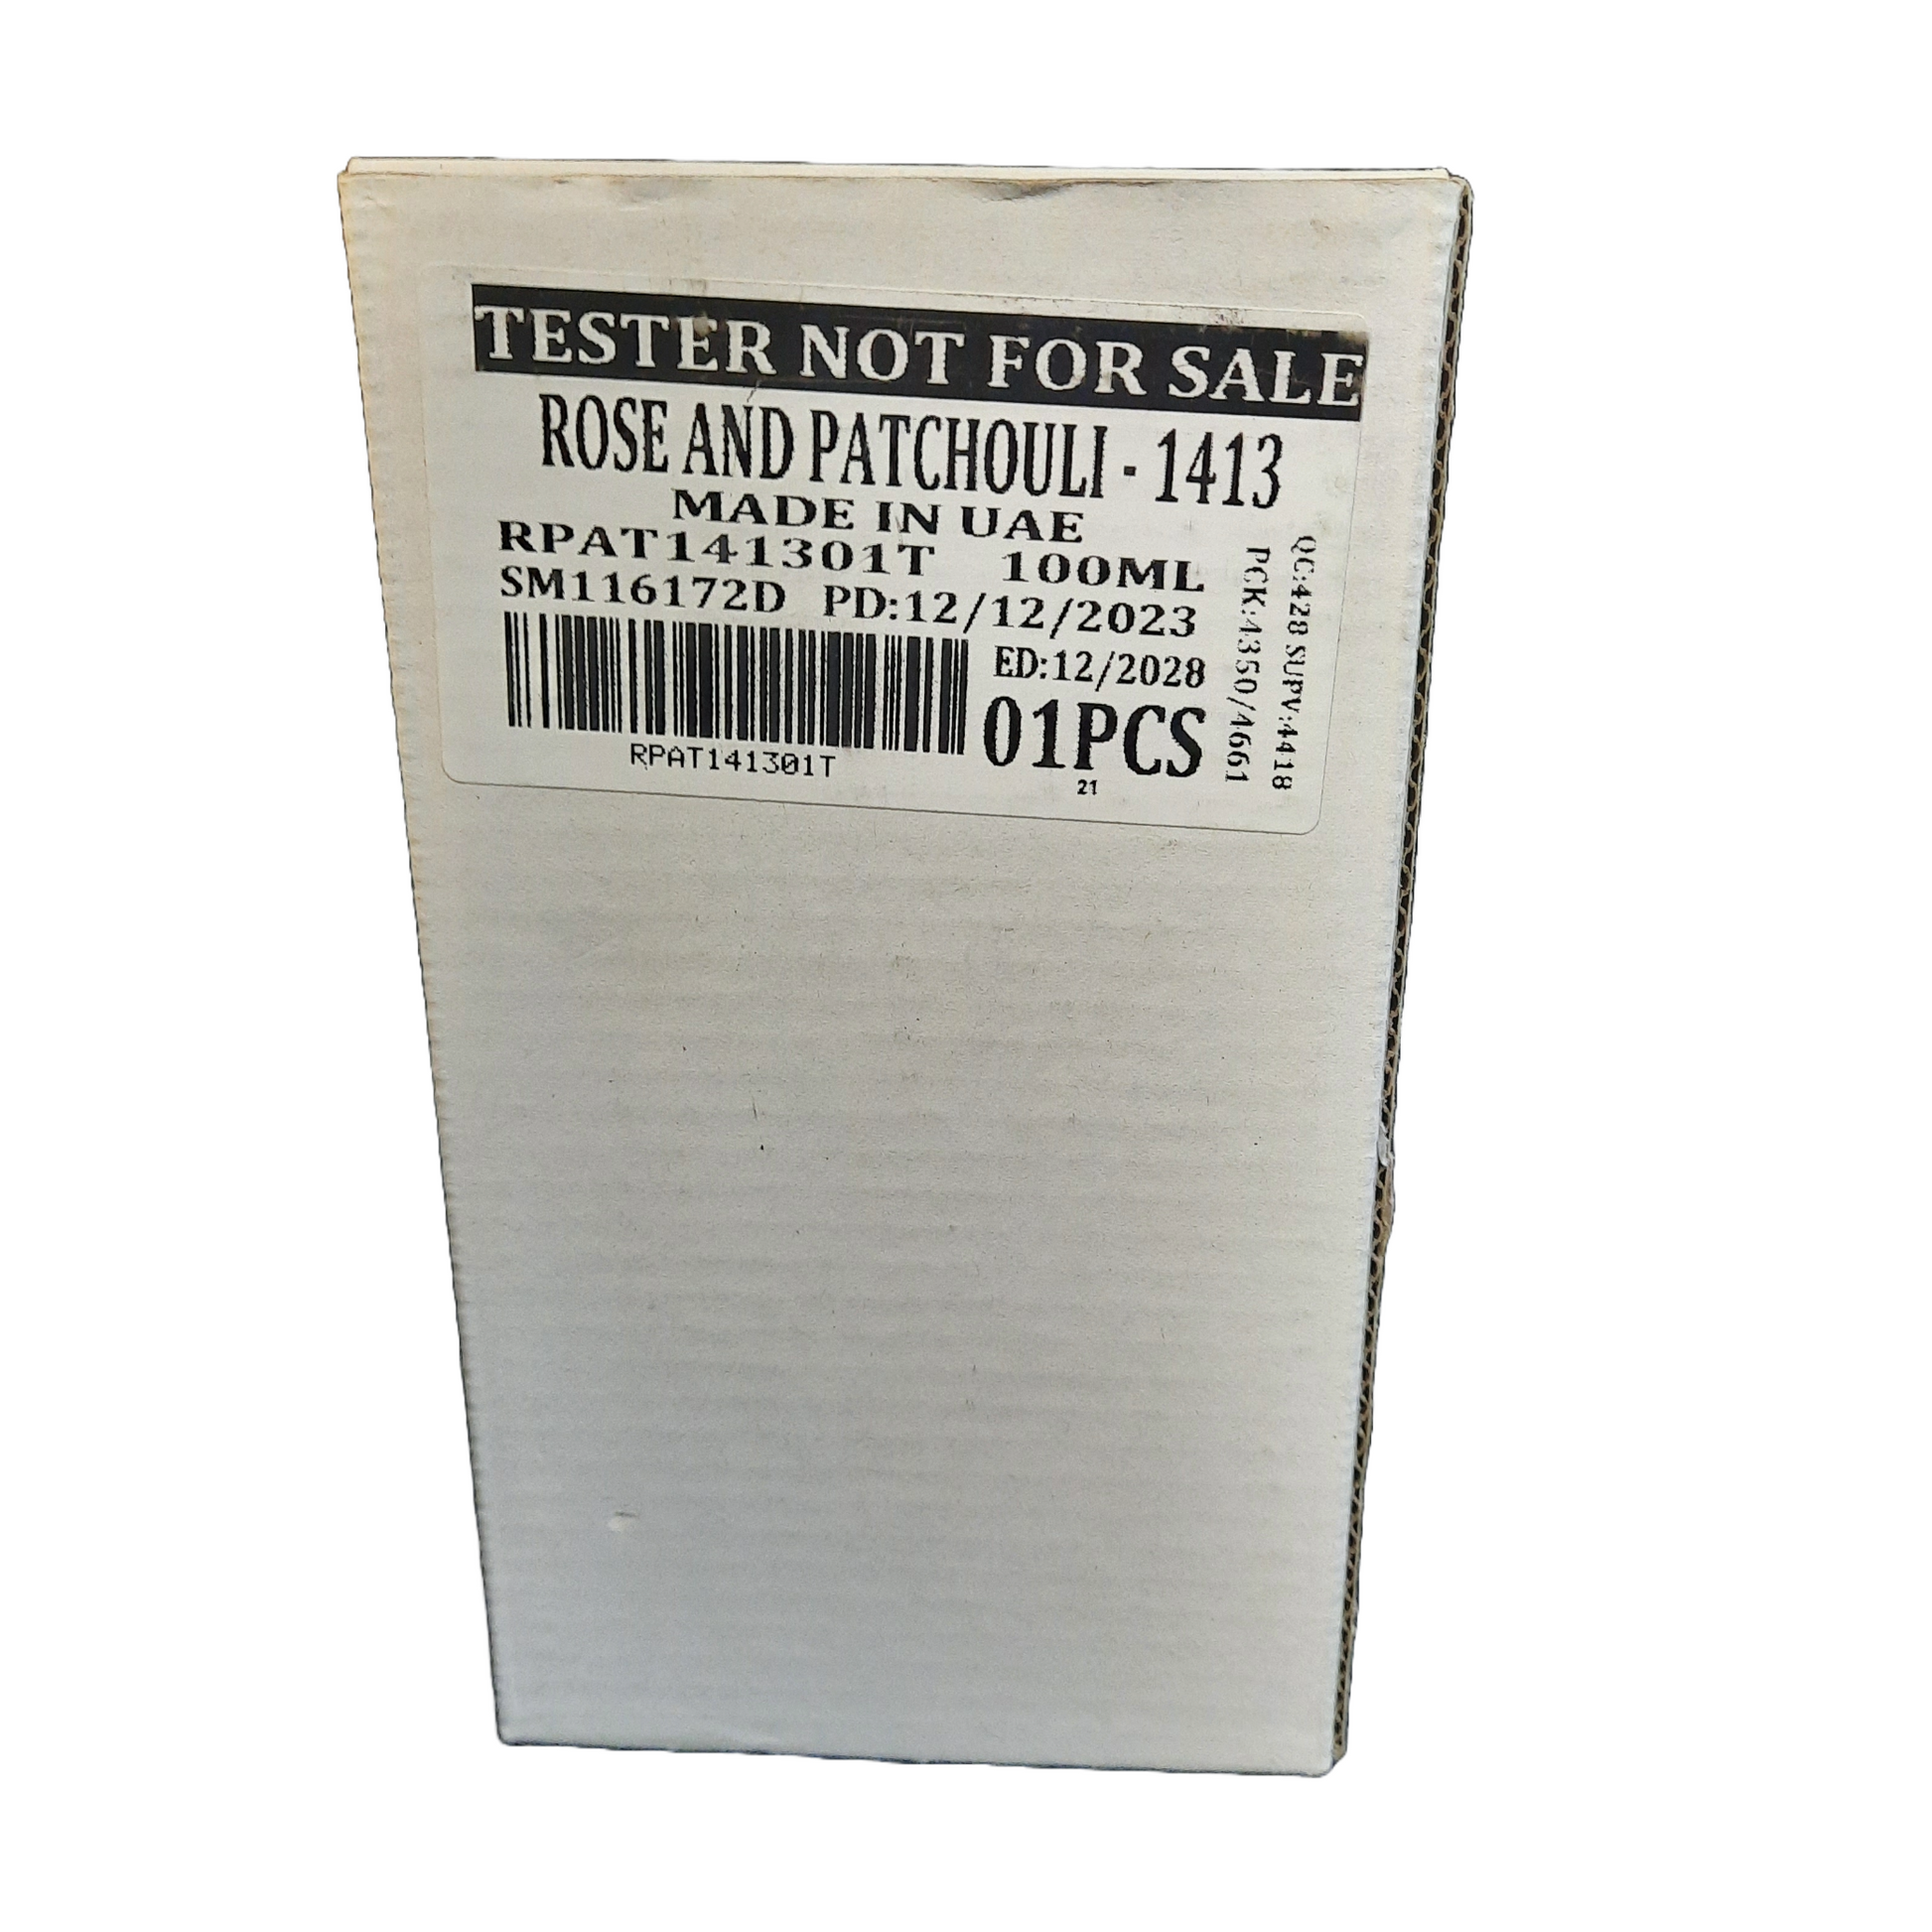 TESTER NOT FOR SALE
ROSE AND PATCHOULI - 1413
MADE IN UAE
RPAT141301T 100ML
SM116172D PD:12/12/2023
ED:12/2028
01PCS
21
RPAT141301T
QC:428 SUPV:4418
PCK:4350/4661